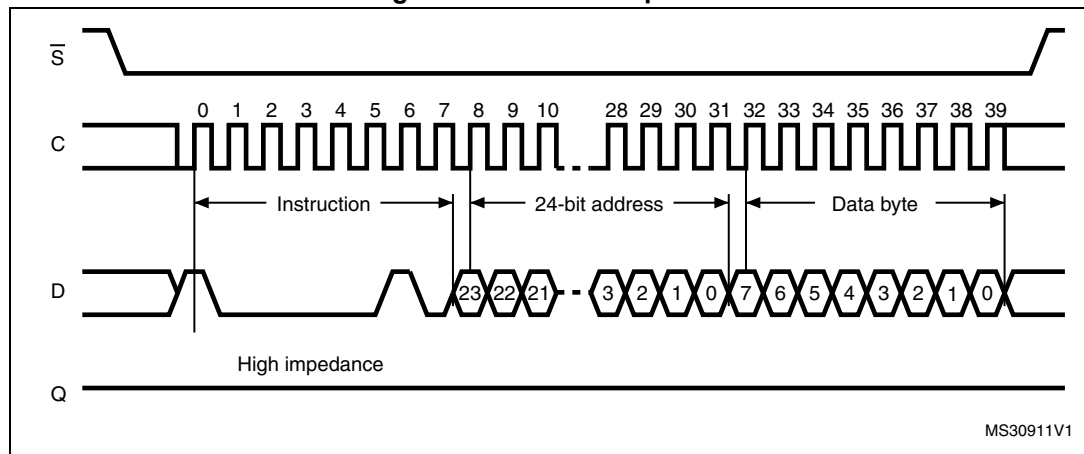 S̅
0 1 2 3 4 5 6 7 8 9 10 28 29 30 31 32 33 34 35 36 37 38 39
C
Instruction 24-bit address Data byte
D
23 22 21 3 2 1 0 7 6 5 4 3 2 1 0
High impedance
Q
MS30911V1